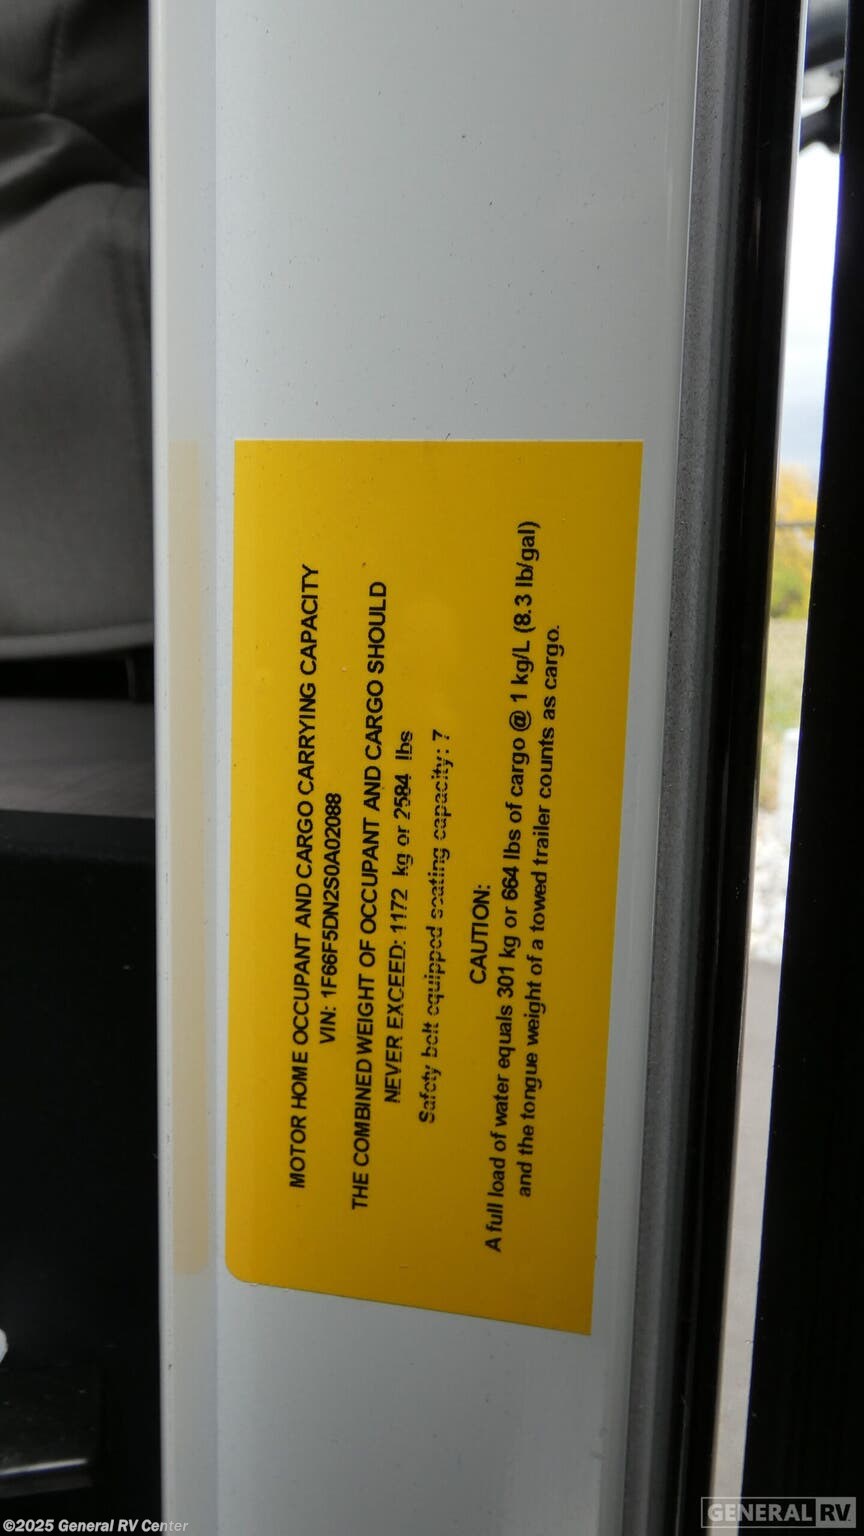 MOTOR HOME OCCUPANT AND CARGO CARRYING CAPACITY
VIN: 1F66F5DN2S0A02088
THE COMBINED WEIGHT OF OCCUPANT AND CARGO SHOULD
NEVER EXCEED: 1172 kg or 2584 lbs
Safety belt equipped seating capacity: 7
CAUTION:
A full load of water equals 301 kg or 664 lbs of cargo @ 1 kg/L (8.3 lb/gal)
and the tongue weight of a towed trailer counts as cargo.
©2025 General RV Center
GENERAL RV